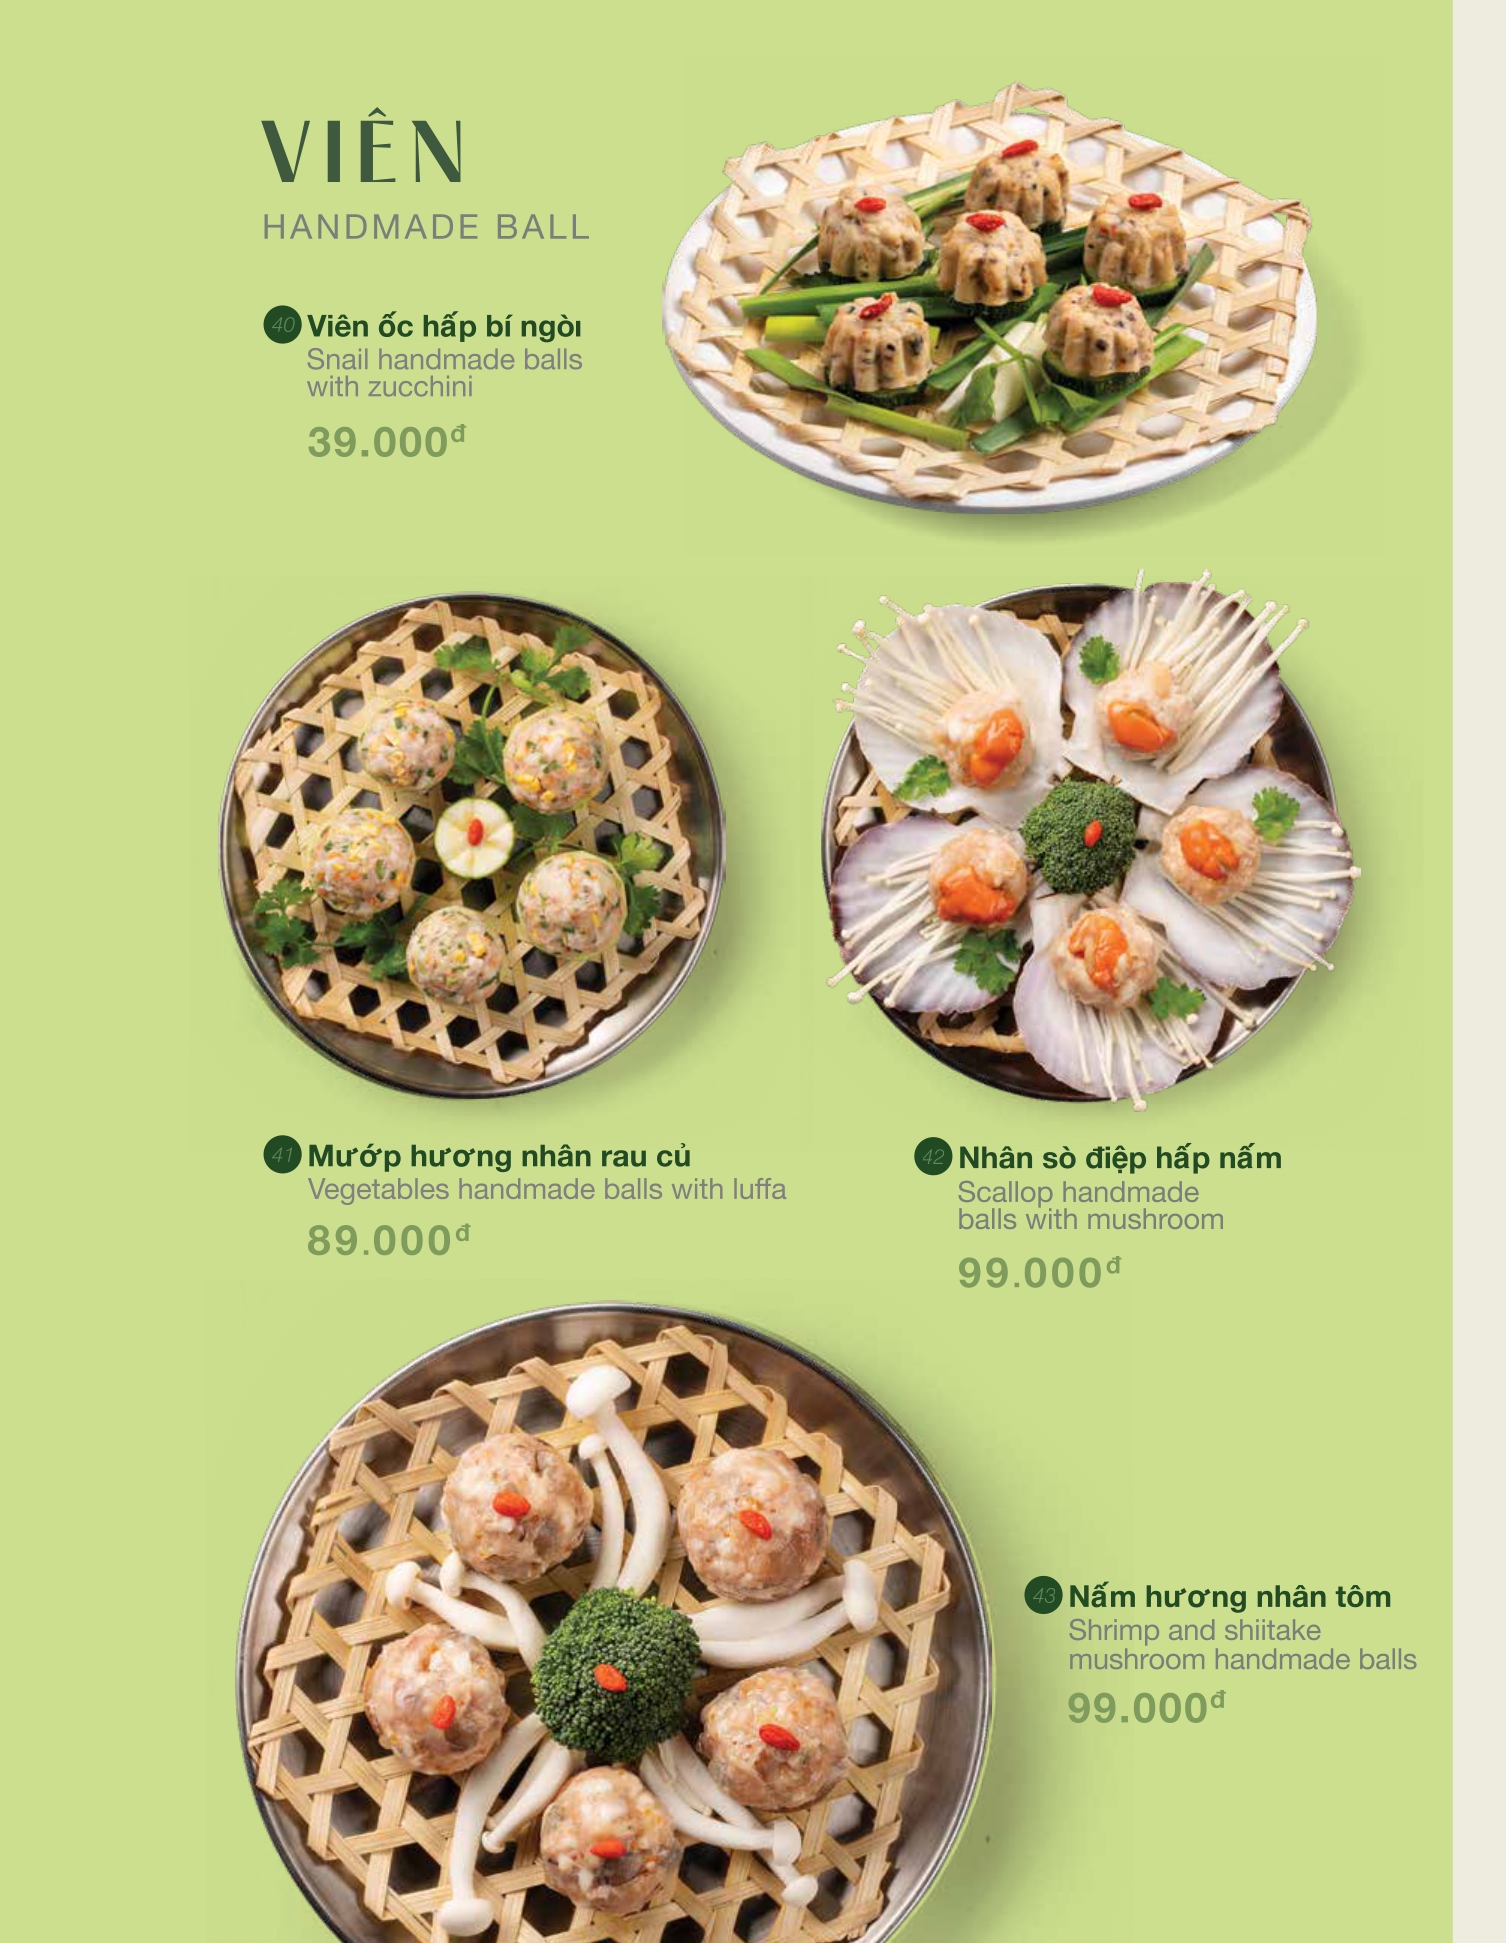 VIÊN
HANDMADE BALL
40 Viên ốc hấp bí ngòi
Snail handmade balls
with zucchini
39.000đ
41 Mướp hương nhân rau củ
Vegetables handmade balls with luffa
89.000đ
42 Nhân sò điệp hấp nấm
Scallop handmade
balls with mushroom
99.000đ
43 Nấm hương nhân tôm
Shrimp and shiitake
mushroom handmade balls
99.000đ